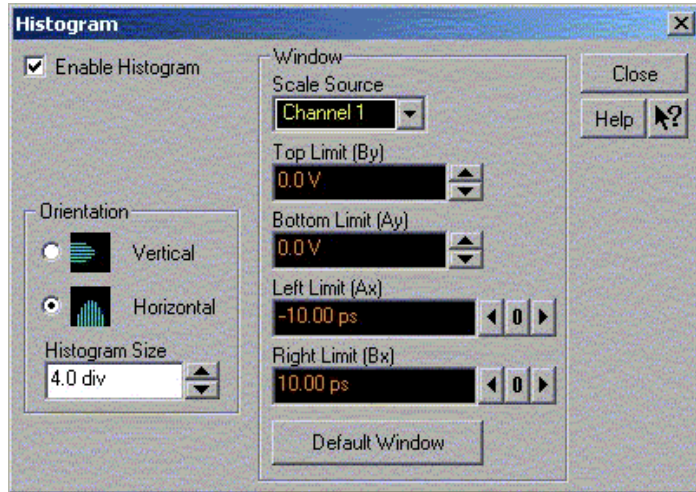 Histogram
Enable Histogram
Orientation
Vertical
Horizontal
Histogram Size
4.0 div
Window
Scale Source
Channel 1
Top Limit (By)
0.0 V
Bottom Limit (Ay)
0.0 V
Left Limit (Ax)
-10.00 ps
0
Right Limit (Bx)
10.00 ps
0
Default Window
Close
Help
?